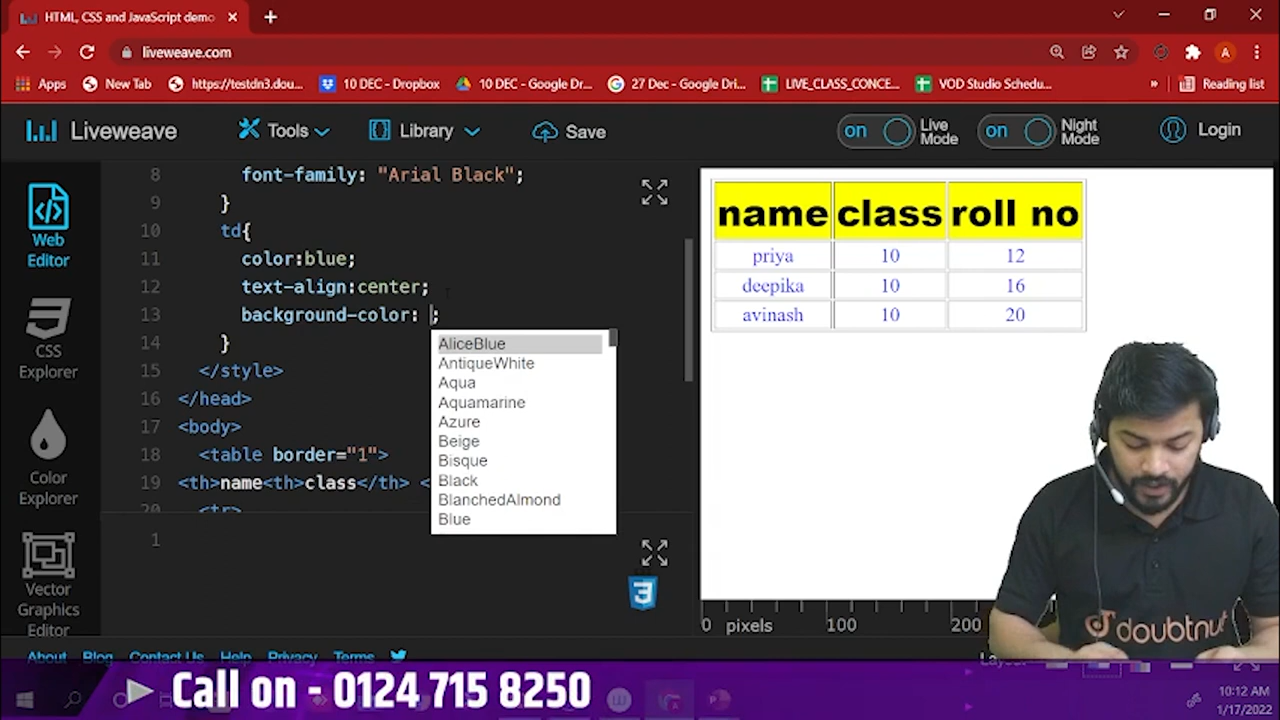 HTML, CSS and JavaScript demo
liveweave.com
A
Apps
New Tab
https://testdn3.dou...
10 DEC - Dropbox
10 DEC - Google Dr...
27 Dec - Google Dri...
LIVE_CLASS_CONCE...
VOD Studio Schedu...
»
Reading list
Liveweave
Tools
Library
Save
on
Live Mode
on
Night Mode
Login
Web Editor
CSS Explorer
Color Explorer
Vector Graphics Editor
8 font-family: "Arial Black";
9 }
10 td{
11 color:blue;
12 text-align:center;
13 background-color: ;
14 }
15 </style>
16 </head>
17 <body>
18 <table border="1">
19 <th>name<th>class</th> <
20 <tr>
AliceBlue
AntiqueWhite
Aqua
Aquamarine
Azure
Beige
Bisque
Black
BlanchedAlmond
Blue
1
3
name class roll no
priya 10 12
deepika 10 16
avinash 10 20
0 pixels 100 200
doubtnut
About Blog Contact Us Help Privacy Terms
Call on - 0124 715 8250
10:12 AM
1/17/2022